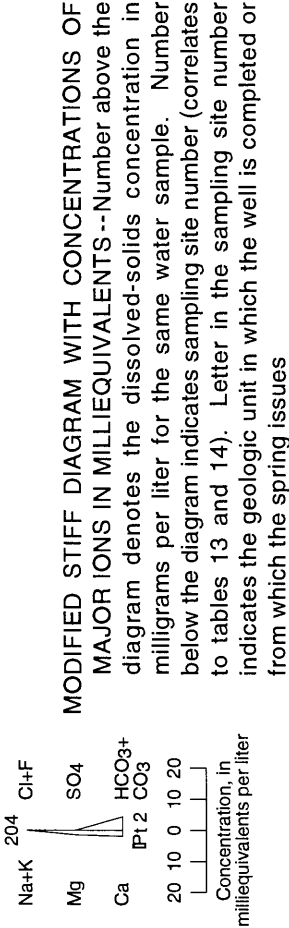 Na+K 204 Cl+F
Mg SO4
Ca HCO3+
CO3
Pt 2
20 10 0 10 20
Concentration, in
milliequivalents per liter
MODIFIED STIFF DIAGRAM WITH CONCENTRATIONS OF
MAJOR IONS IN MILLIEQUIVALENTS--Number above the
diagram denotes the dissolved-solids concentration in
milligrams per liter for the same water sample. Number
below the diagram indicates sampling site number (correlates
to tables 13 and 14). Letter in the sampling site number
indicates the geologic unit in which the well is completed or
from which the spring issues